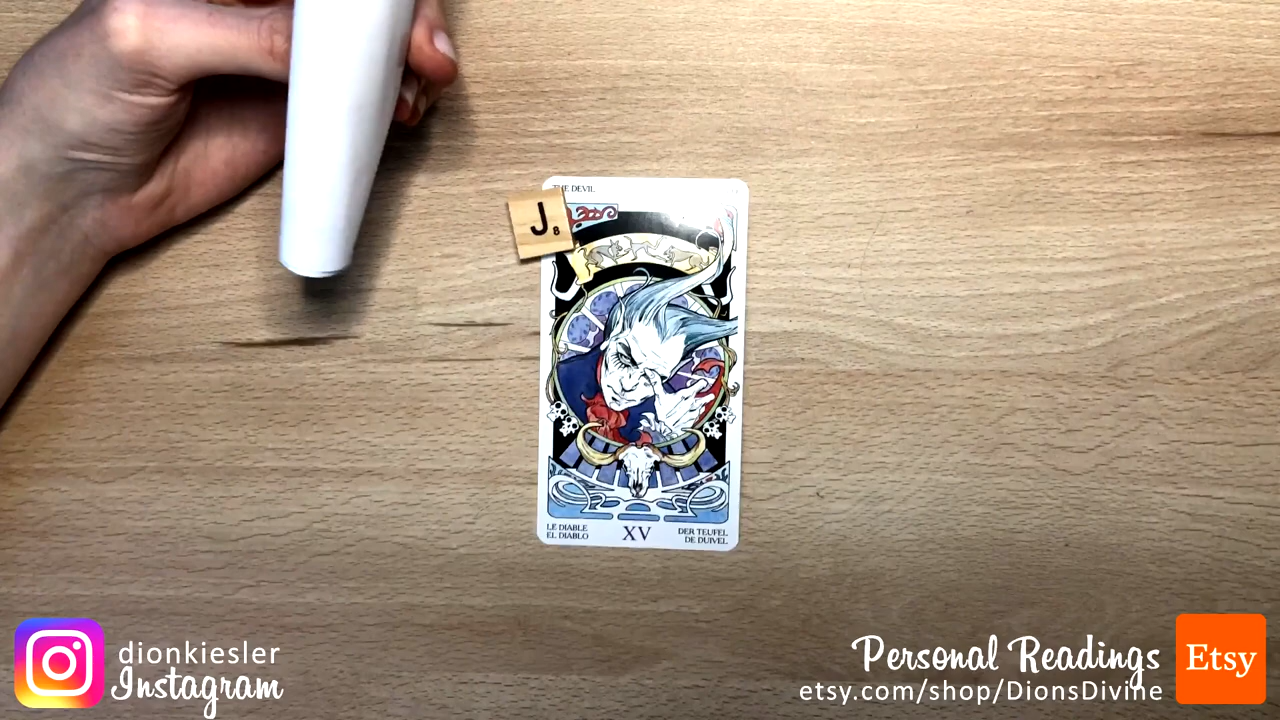 THE DEVIL
J8
LE DIABLE
EL DIABLO
XV
DER TEUFEL
DE DUIVEL
dionkiesler
Instagram
Personal Readings
etsy.com/shop/DionsDivine
Etsy